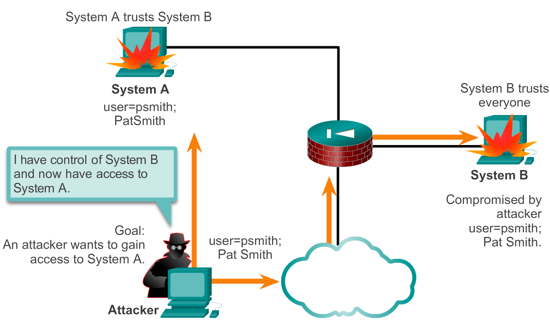 System A trusts System B
System A
user=psmith;
PatSmith
I have control of System B
and now have access to
System A.
Goal:
An attacker wants to gain
access to System A.
Attacker
user=psmith;
Pat Smith
System B trusts
everyone
System B
Compromised by
attacker
user=psmith;
Pat Smith.